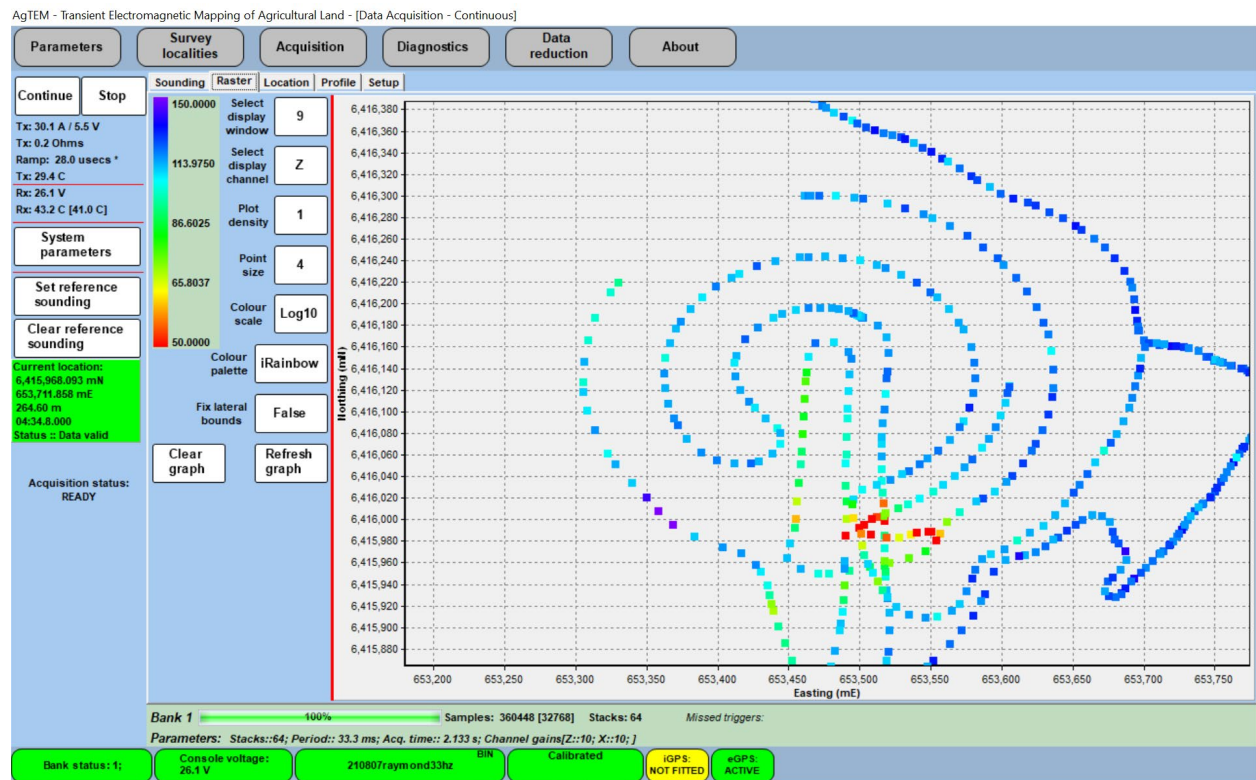 AgTEM - Transient Electromagnetic Mapping of Agricultural Land - [Data Acquisition - Continuous]
Parameters
Survey
localities
Acquisition
Diagnostics
Data
reduction
About
Continue
Stop
Tx: 30.1 A / 5.5 V
Tx: 0.2 Ohms
Ramp: 28.0 usecs *
Tx: 29.4 C
Rx: 26.1 V
Rx: 43.2 C [41.0 C]
System
parameters
Set reference
sounding
Clear reference
sounding
Current location:
6,415,968.093 mN
653,711.858 mE
264.60 m
04:34.8.000
Status :: Data valid
Acquisition status:
READY
Sounding Raster Location Profile Setup
150.0000
113.9750
86.6025
65.8037
50.0000
Select
display
window
9
Select
display
channel
Z
Plot
density
1
Point
size
4
Colour
scale
Log10
Colour
palette
iRainbow
Fix lateral
bounds
False
Clear
graph
Refresh
graph
Northing (mN)
6,416,380
6,416,360
6,416,340
6,416,320
6,416,300
6,416,280
6,416,260
6,416,240
6,416,220
6,416,200
6,416,180
6,416,160
6,416,140
6,416,120
6,416,100
6,416,080
6,416,060
6,416,040
6,416,020
6,416,000
6,415,980
6,415,960
6,415,940
6,415,920
6,415,900
6,415,880
653,200 653,250 653,300 653,350 653,400 653,450 653,500 653,550 653,600 653,650 653,700 653,750
Easting (mE)
Bank 1 100% Samples: 360448 [32768] Stacks: 64 Missed triggers:
Parameters: Stacks::64; Period:: 33.3 ms; Acq. time:: 2.133 s; Channel gains[Z::10; X::10; ]
Bank status: 1;
Console voltage:
26.1 V
BIN
210807raymond33hz
Calibrated
iGPS:
NOT FITTED
eGPS:
ACTIVE